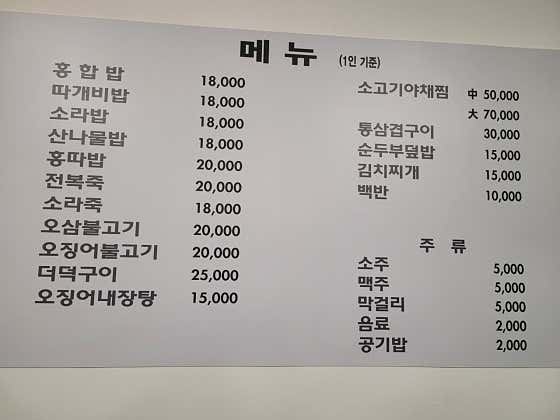 메뉴 (1인 기준)
홍합밥 18,000
따개비밥 18,000
소라밥 18,000
산나물밥 18,000
홍따밥 20,000
전복죽 20,000
소라죽 18,000
오삼불고기 20,000
오징어불고기 20,000
더덕구이 25,000
오징어내장탕 15,000
소고기야채찜 中 50,000
大 70,000
통삼겹구이 30,000
순두부덮밥 15,000
김치찌개 15,000
백반 10,000
주류
소주 5,000
맥주 5,000
막걸리 5,000
음료 2,000
공기밥 2,000